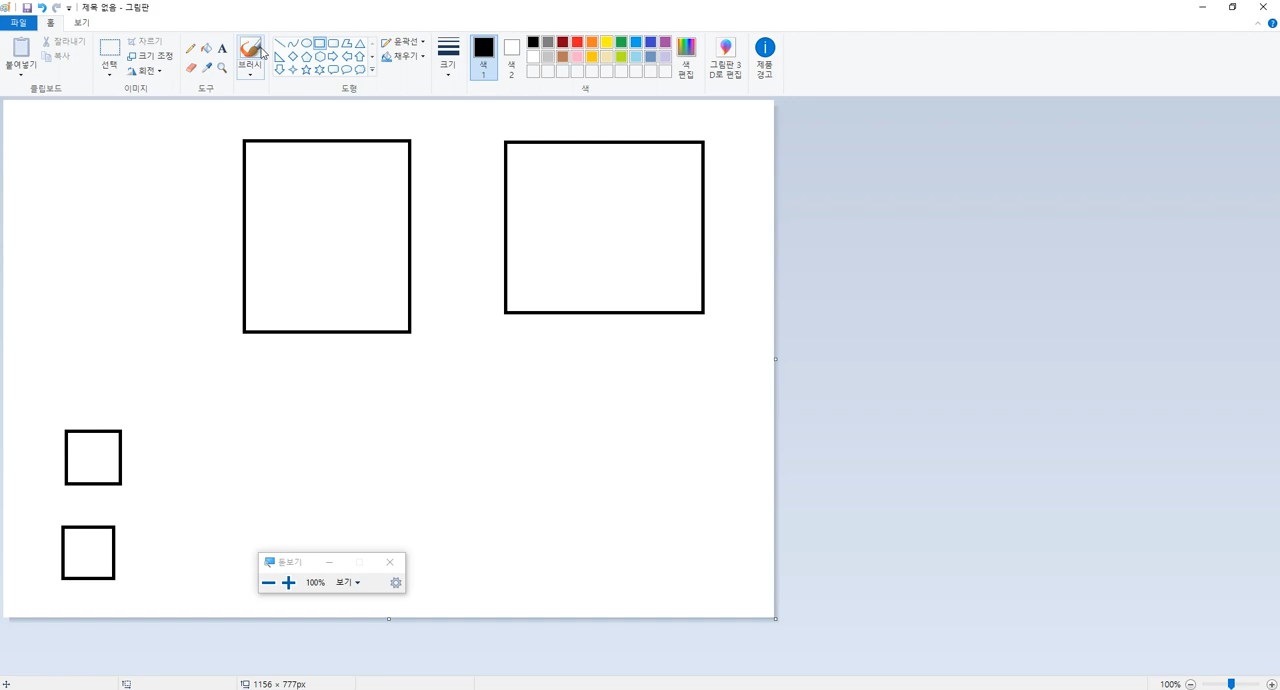 제목 없음 - 그림판
파일 홈 보기
붙여넣기 잘라내기 복사
선택 자르기 크기 조정 회전
A
브러시
윤곽선 채우기
크기
색 1
색 2
색 편집
그림판 3D로 편집
제품 경고
클립보드 이미지 도구 도형 색
돋보기
100% 보기
1156 × 777px
100%